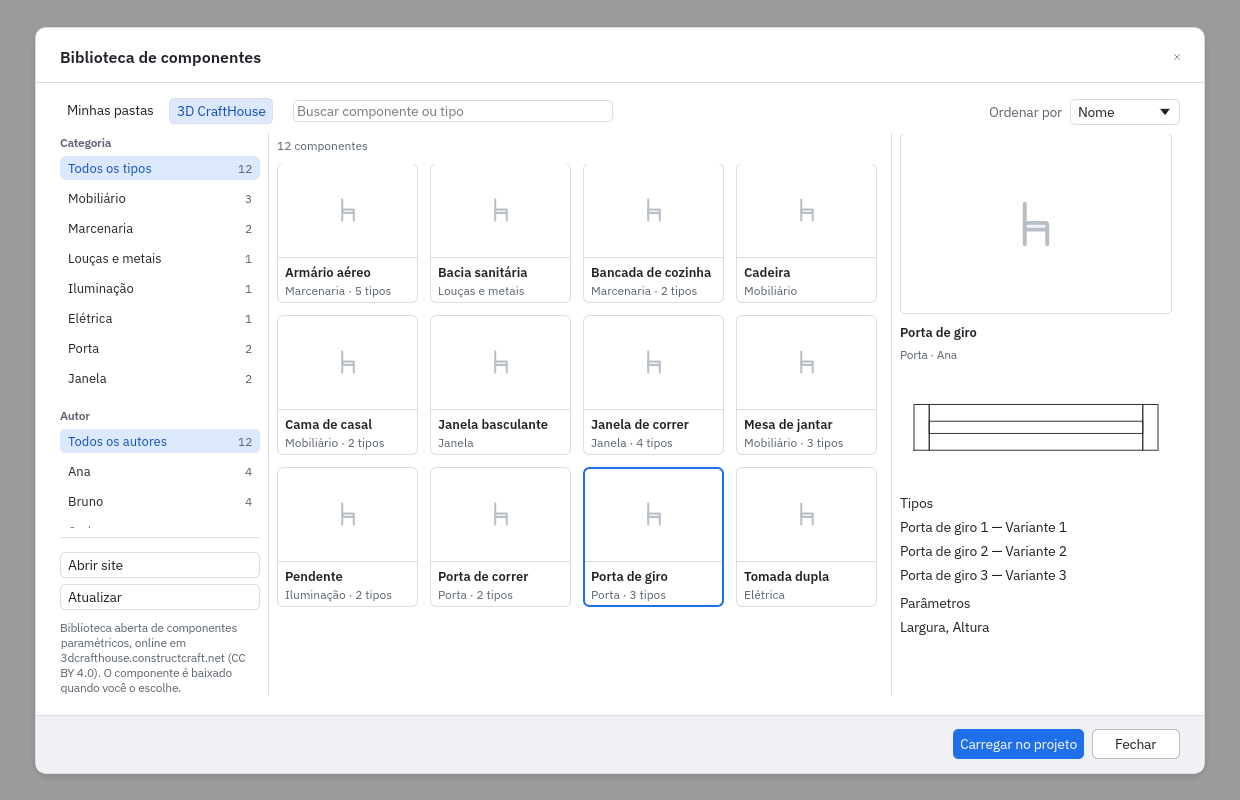 Biblioteca de componentes
×
Minhas pastas
3D CraftHouse
Buscar componente ou tipo
Ordenar por
Nome
Categoria
Todos os tipos 12
Mobiliário 3
Marcenaria 2
Louças e metais 1
Iluminação 1
Elétrica 1
Porta 2
Janela 2
Autor
Todos os autores 12
Ana 4
Bruno 4
Abrir site
Atualizar
Biblioteca aberta de componentes
paramétricos, online em
3dcrafthouse.constructcraft.net (CC
BY 4.0). O componente é baixado
quando você o escolhe.
12 componentes
Armário aéreo
Marcenaria · 5 tipos
Bacia sanitária
Louças e metais
Bancada de cozinha
Marcenaria · 2 tipos
Cadeira
Mobiliário
Cama de casal
Mobiliário · 2 tipos
Janela basculante
Janela
Janela de correr
Janela · 4 tipos
Mesa de jantar
Mobiliário · 3 tipos
Pendente
Iluminação · 2 tipos
Porta de correr
Porta · 2 tipos
Porta de giro
Porta · 3 tipos
Tomada dupla
Elétrica
Porta de giro
Porta · Ana
Tipos
Porta de giro 1 — Variante 1
Porta de giro 2 — Variante 2
Porta de giro 3 — Variante 3
Parâmetros
Largura, Altura
Carregar no projeto
Fechar